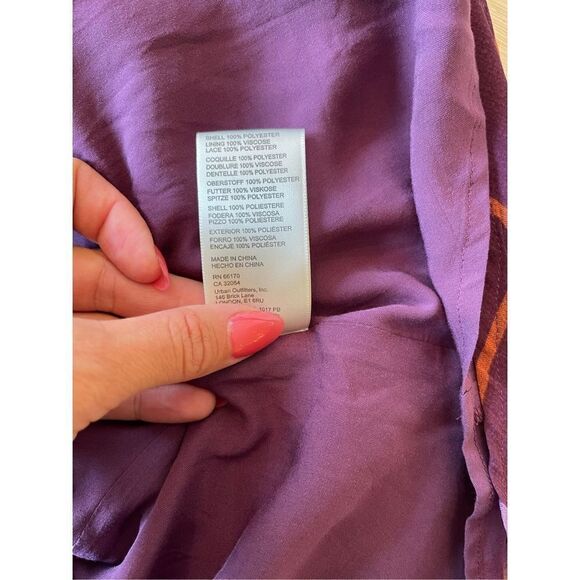 SHELL 100% POLYESTER
LINING 100% VISCOSE
LACE 100% POLYESTER
COQUILLE 100% POLYESTER
DOUBLURE 100% VISCOSE
DENTELLE 100% POLYESTER
OBERSTOFF 100% POLYESTER
FUTTER 100% VISKOSE
SPITZE 100% POLYESTER
SHELL 100% POLIESTERE
FODERA 100% VISCOSA
PIZZO 100% POLIESTERE
EXTERIOR 100% POLIÉSTER
FORRO 100% VISCOSA
ENCAJE 100% POLIÉSTER
MADE IN CHINA
HECHO EN CHINA
RN 66170
CA 32054
Urban Outfitters, Inc.
146 Brick Lane
LONDON, E1 6RU
1017 PD